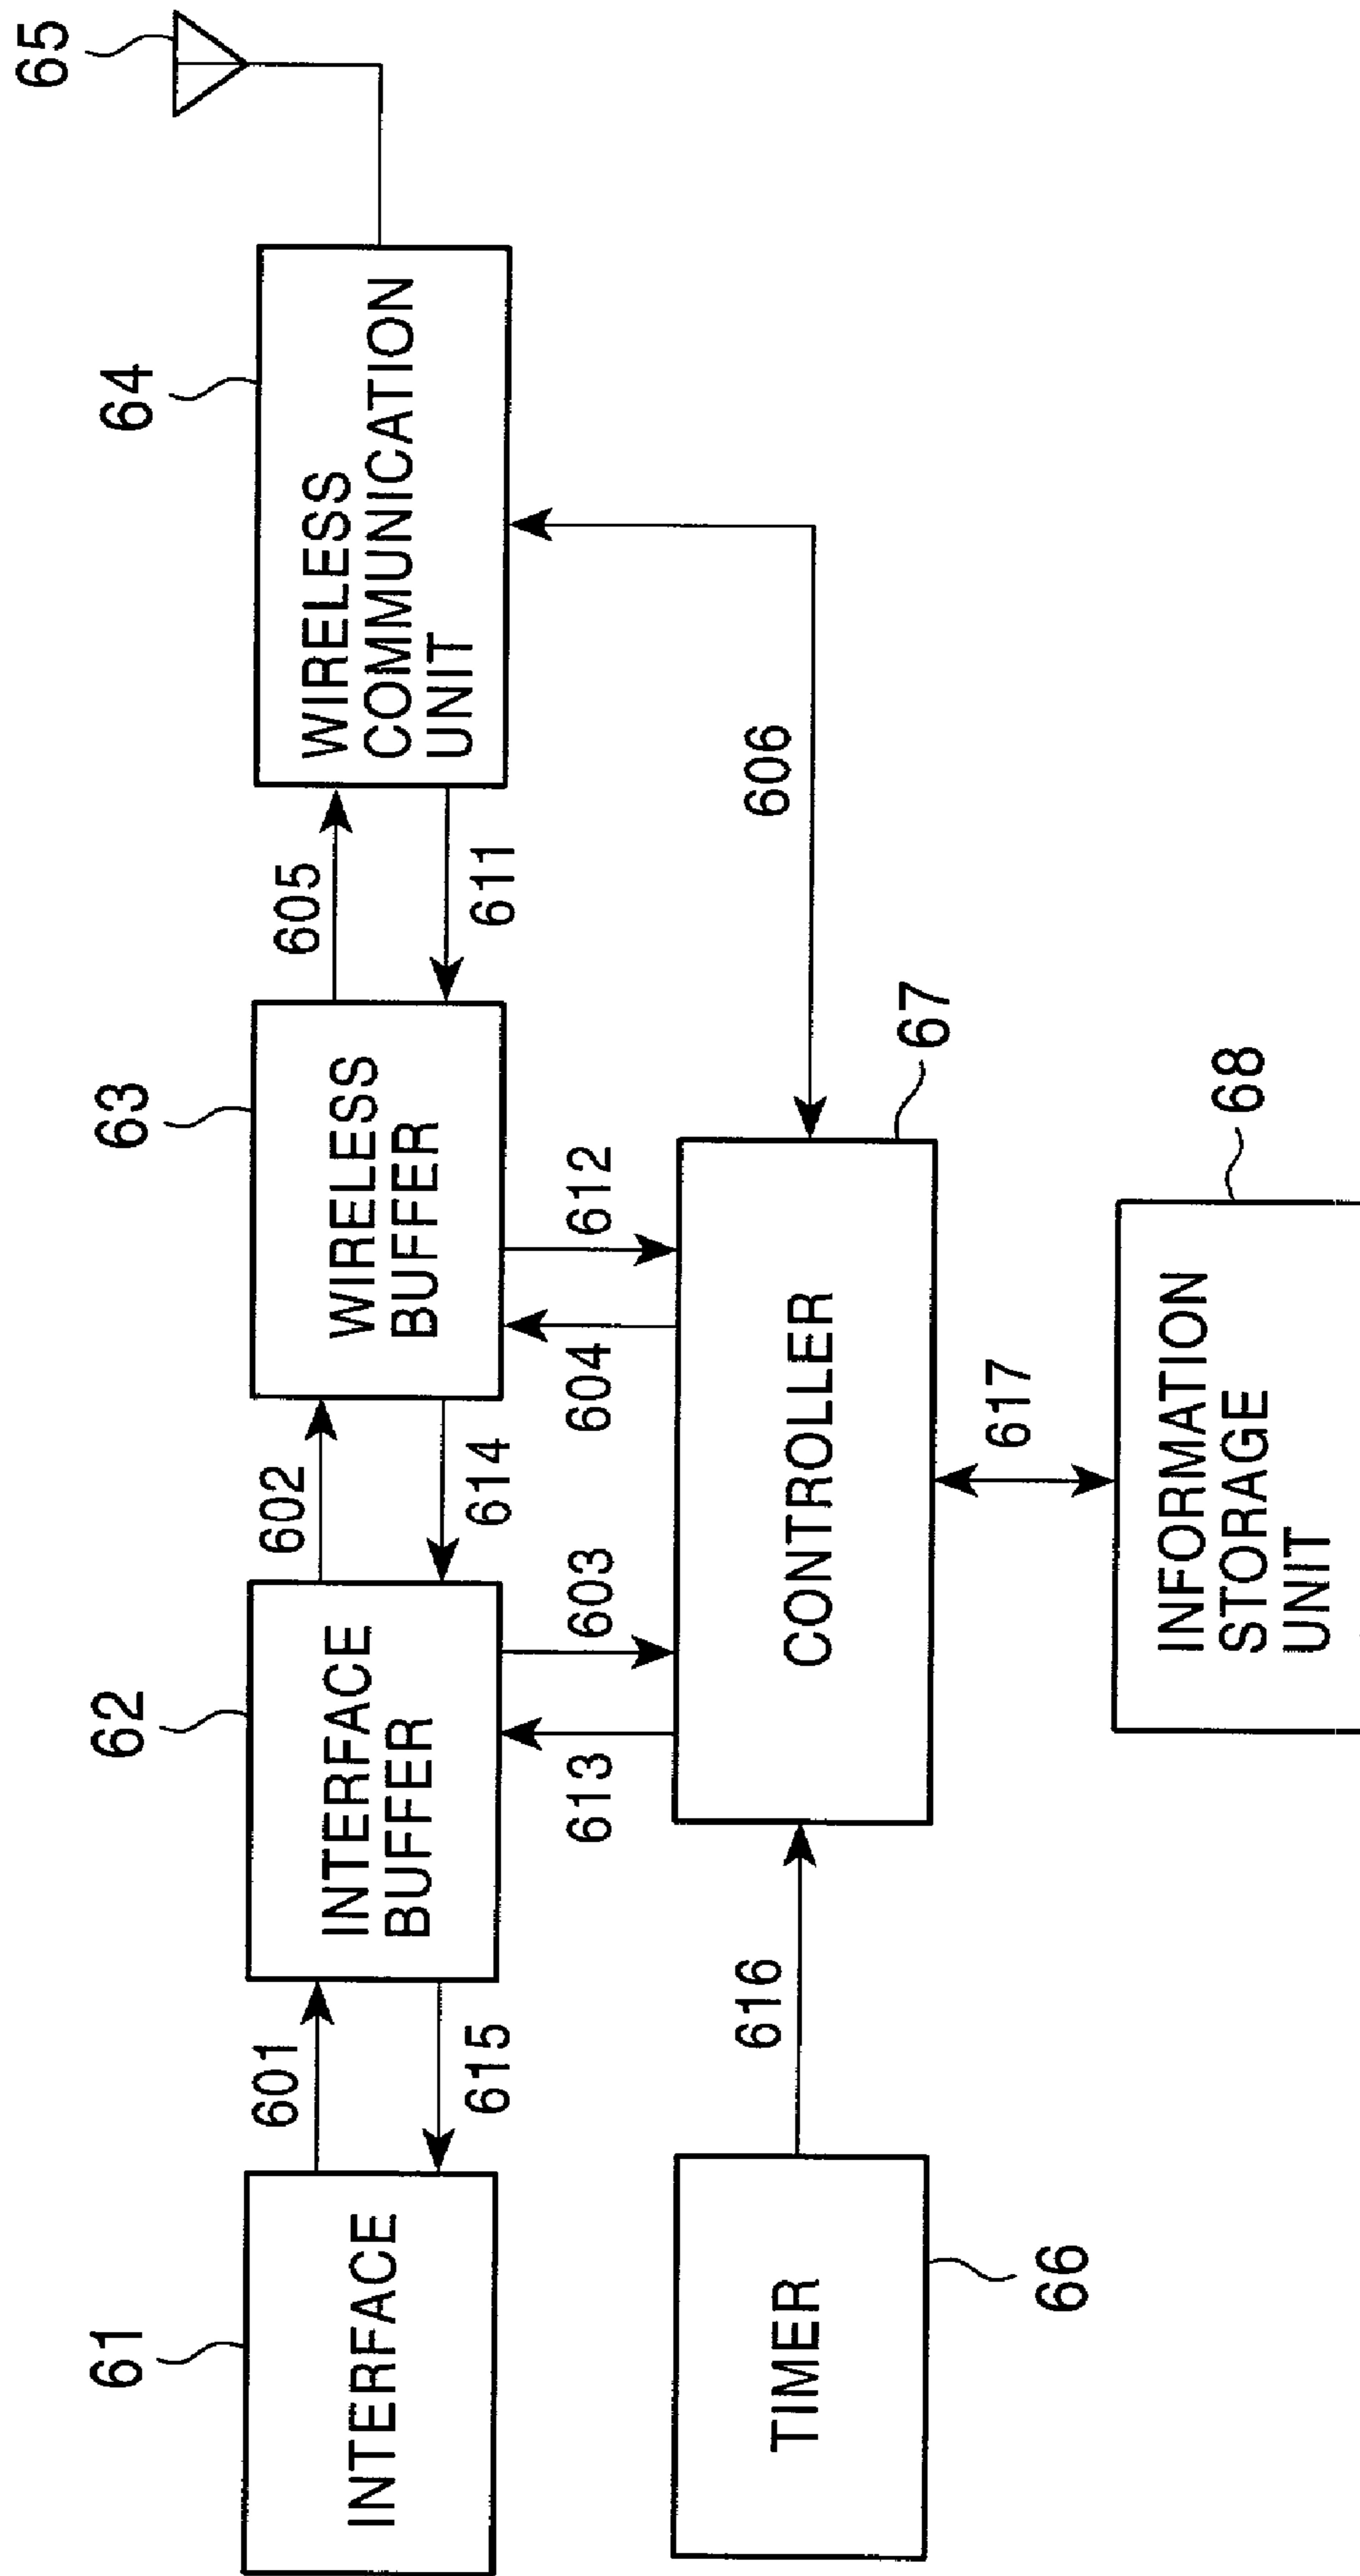 65
64
WIRELESS
COMMUNICATION
UNIT
605
611
606
63
WIRELESS
BUFFER
612
604
67
602
614
62
INTERFACE
BUFFER
603
613
CONTROLLER
617
68
INFORMATION
STORAGE
UNIT
601
615
616
61
INTERFACE
TIMER
66